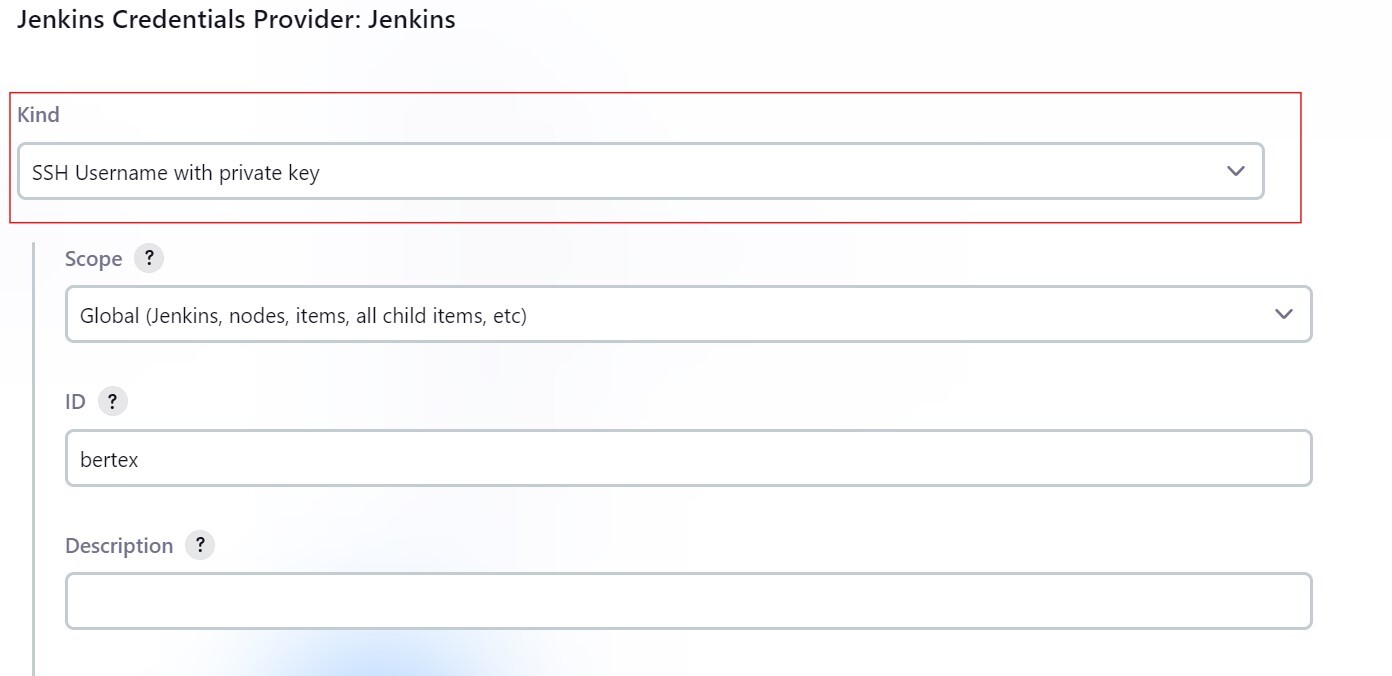 Jenkins Credentials Provider: Jenkins
Kind
SSH Username with private key
Scope ?
Global (Jenkins, nodes, items, all child items, etc)
ID ?
bertex
Description ?